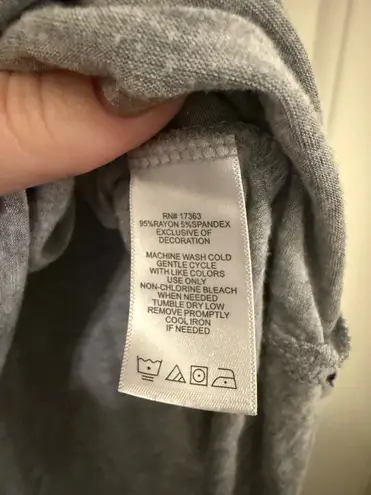 RN# 17363
95%RAYON 5%SPANDEX
EXCLUSIVE OF
DECORATION
MACHINE WASH COLD
GENTLE CYCLE
WITH LIKE COLORS
USE ONLY
NON-CHLORINE BLEACH
WHEN NEEDED
TUMBLE DRY LOW
REMOVE PROMPTLY
COOL IRON
IF NEEDED